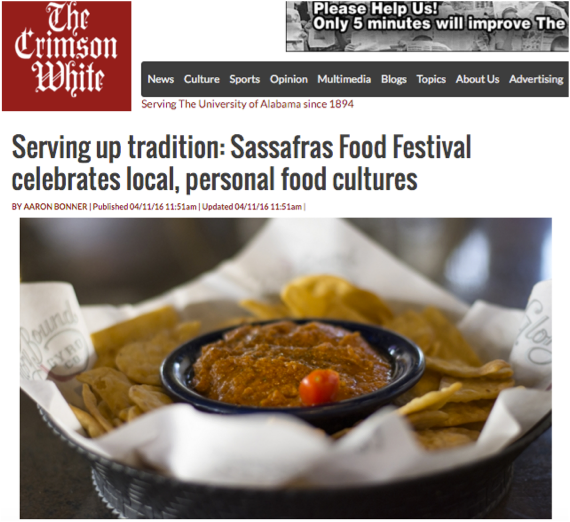 The
Crimson
White
Please Help Us!
Only 5 minutes will improve The
News Culture Sports Opinion Multimedia Blogs Topics About Us Advertising
Serving The University of Alabama since 1894
Serving up tradition: Sassafras Food Festival
celebrates local, personal food cultures
BY AARON BONNER | Published 04/11/16 11:51am | Updated 04/11/16 11:51am |